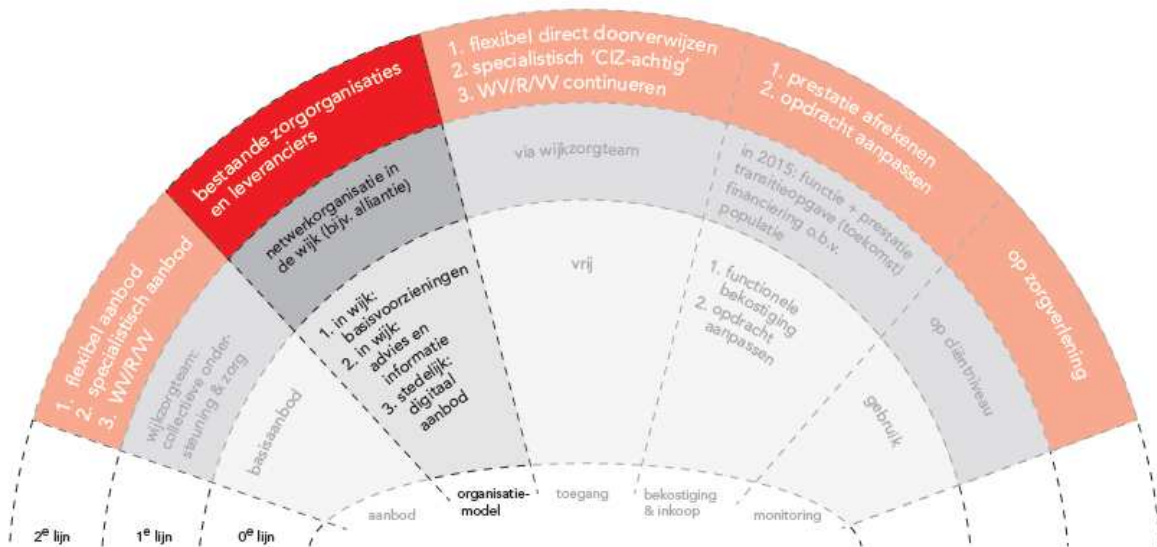 1. flexibel aanbod
2. specialistisch aanbod
3. WV/R/VV
bestaande zorgorganisaties
en leveranciers
1. flexibel direct doorverwijzen
2. specialistisch ‘CIZ-achtig’
3. WV/R/VV continueren
1. prestatie afrekenen
2. opdracht aanpassen
op zorgverlening
wijkzorgteam:
collectieve onder-
steuning & zorg
netwerkorganisatie in
de wijk (bijv. alliantie)
via wijkzorgteam
in 2015: functie + prestatie
transitieopgave (toekomst)
financiering o.b.v.
populatie
op cliëntniveau
basisaanbod
1. in wijk:
basisvoorzieningen
2. in wijk:
advies en
informatie
3. stedelijk:
digitaal
aanbod
vrij
1. functionele
bekostiging
2. opdracht
aanpassen
gebruik
aanbod
organisatie-
model
toegang
bekostiging
& inkoop
monitoring
2e lijn
1e lijn
0e lijn